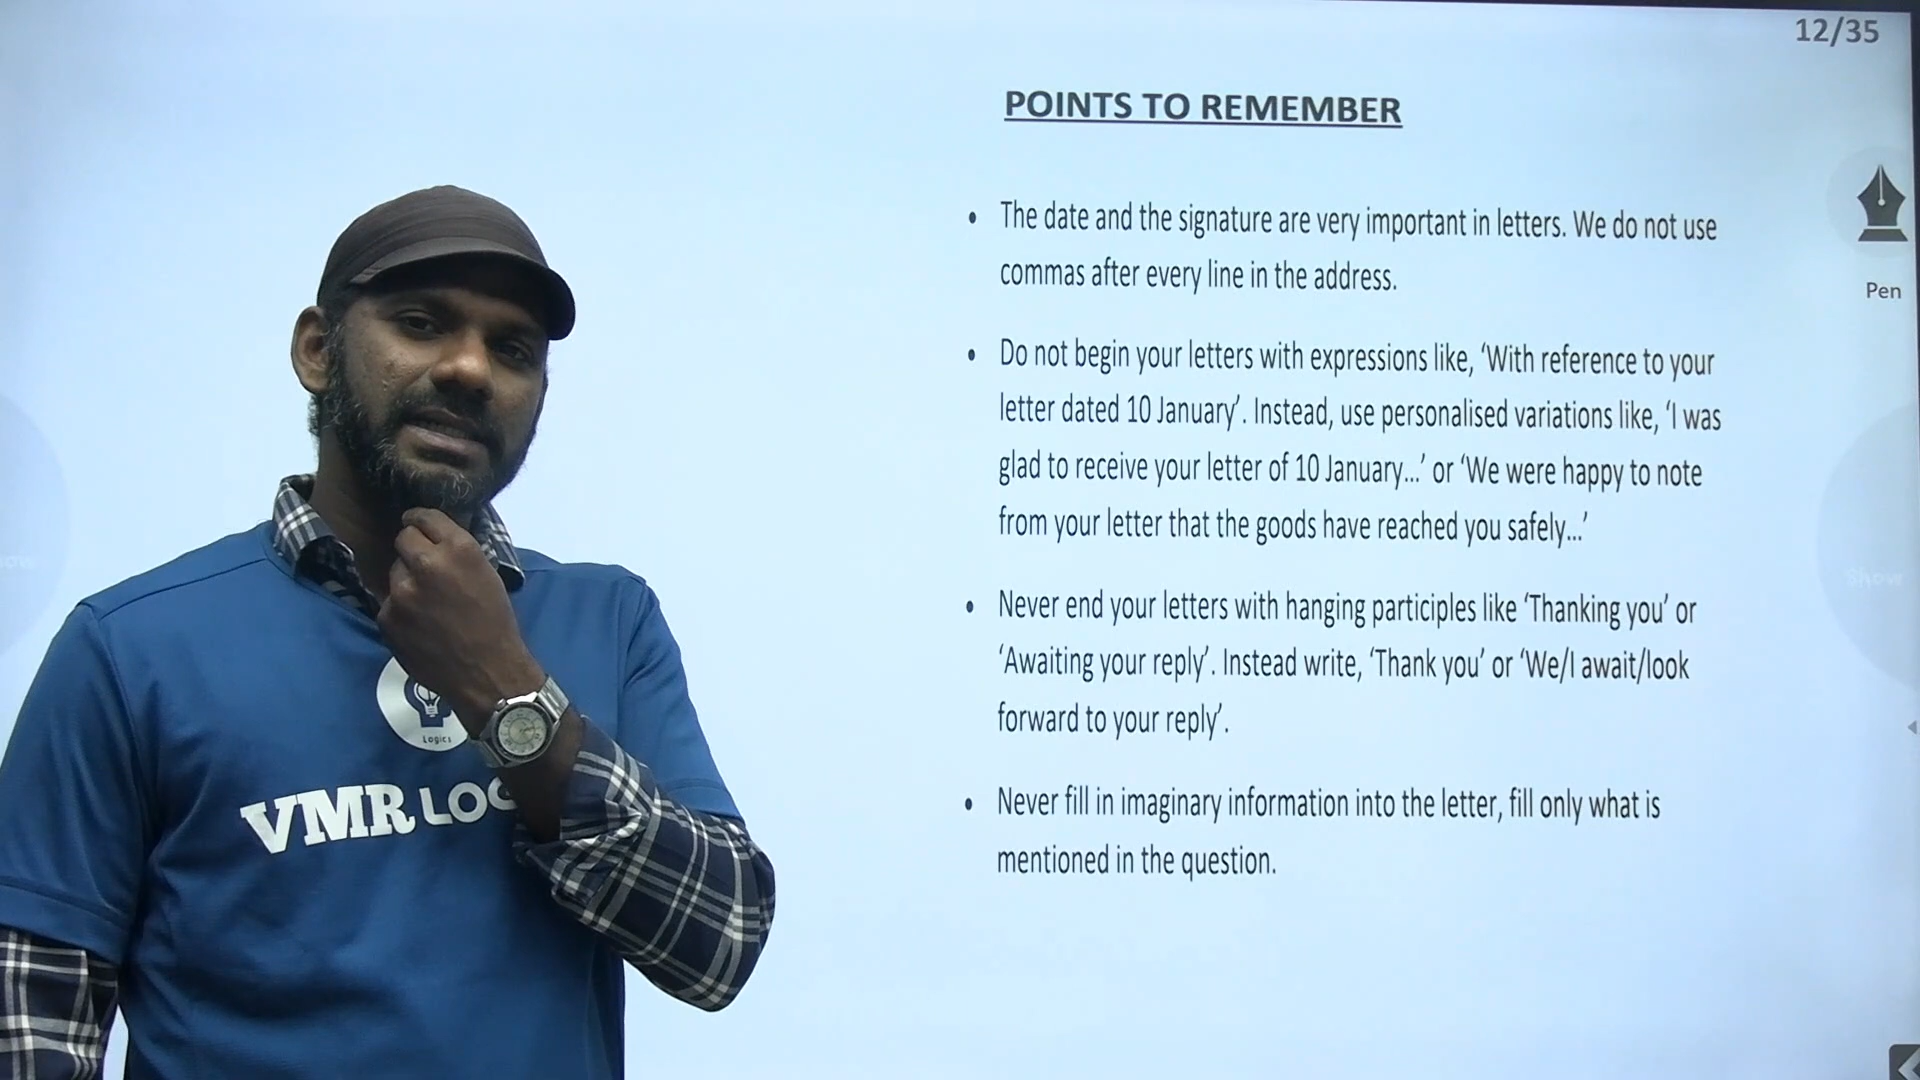 12/35
POINTS TO REMEMBER
• The date and the signature are very important in letters. We do not use
commas after every line in the address.
• Do not begin your letters with expressions like, ‘With reference to your
letter dated 10 January’. Instead, use personalised variations like, ‘I was
glad to receive your letter of 10 January...’ or ‘We were happy to note
from your letter that the goods have reached you safely...’
• Never end your letters with hanging participles like ‘Thanking you’ or
‘Awaiting your reply’. Instead write, ‘Thank you’ or ‘We/I await/look
forward to your reply’.
• Never fill in imaginary information into the letter, fill only what is
mentioned in the question.
Pen
Show
Logics
VMR LOG